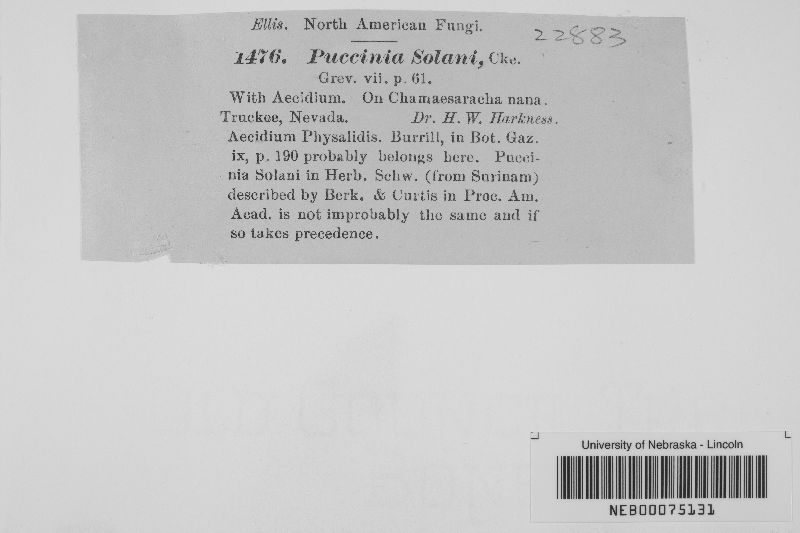 Ellis. North American Fungi.
22883
1476. Puccinia Solani, Cke.
Grev. vii. p. 61.
With Aecidium. On Chamaesaracha nana.
Truckee, Nevada. Dr. H. W. Harkness.
Aecidium Physalidis. Burrill, in Bot. Gaz.
ix, p. 190 probably belongs here. Pucci-
nia Solani in Herb. Schw. (from Surinam)
described by Berk. & Curtis in Proc. Am.
Acad. is not improbably the same and if
so takes precedence.
University of Nebraska - Lincoln
NEB00075131